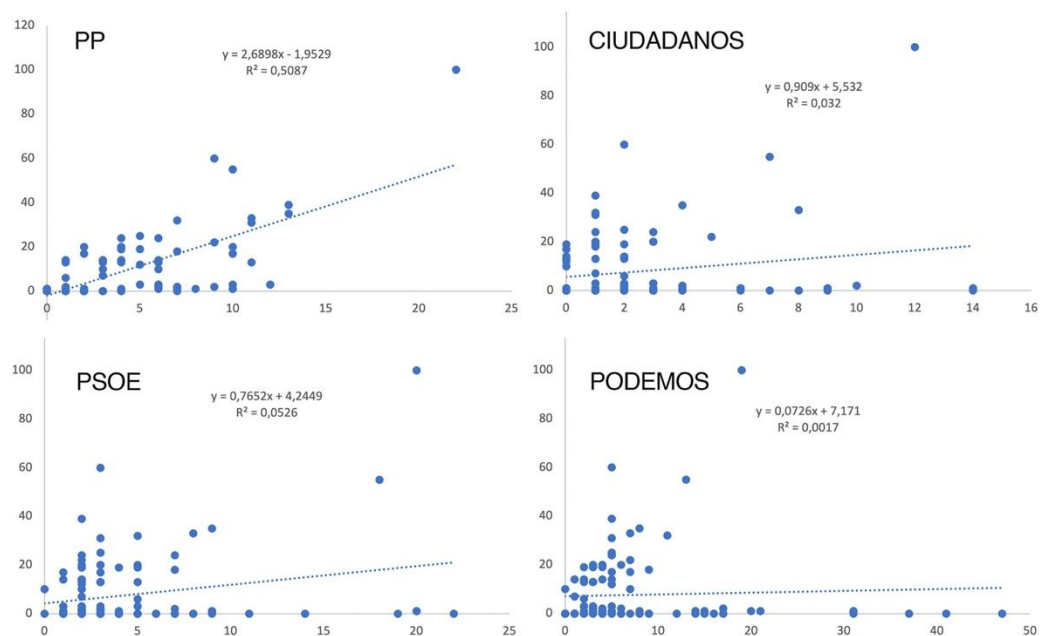 PP
y = 2,6898x - 1,9529
R² = 0,5087
120
100
80
60
40
20
0
0 5 10 15 20 25
CIUDADANOS
y = 0,909x + 5,532
R² = 0,032
100
80
60
40
20
0
0 2 4 6 8 10 12 14 16
PSOE
y = 0,7652x + 4,2449
R² = 0,0526
100
80
60
40
20
0
0 5 10 15 20 25
PODEMOS
y = 0,0726x + 7,171
R² = 0,0017
100
80
60
40
20
0
0 10 20 30 40 50